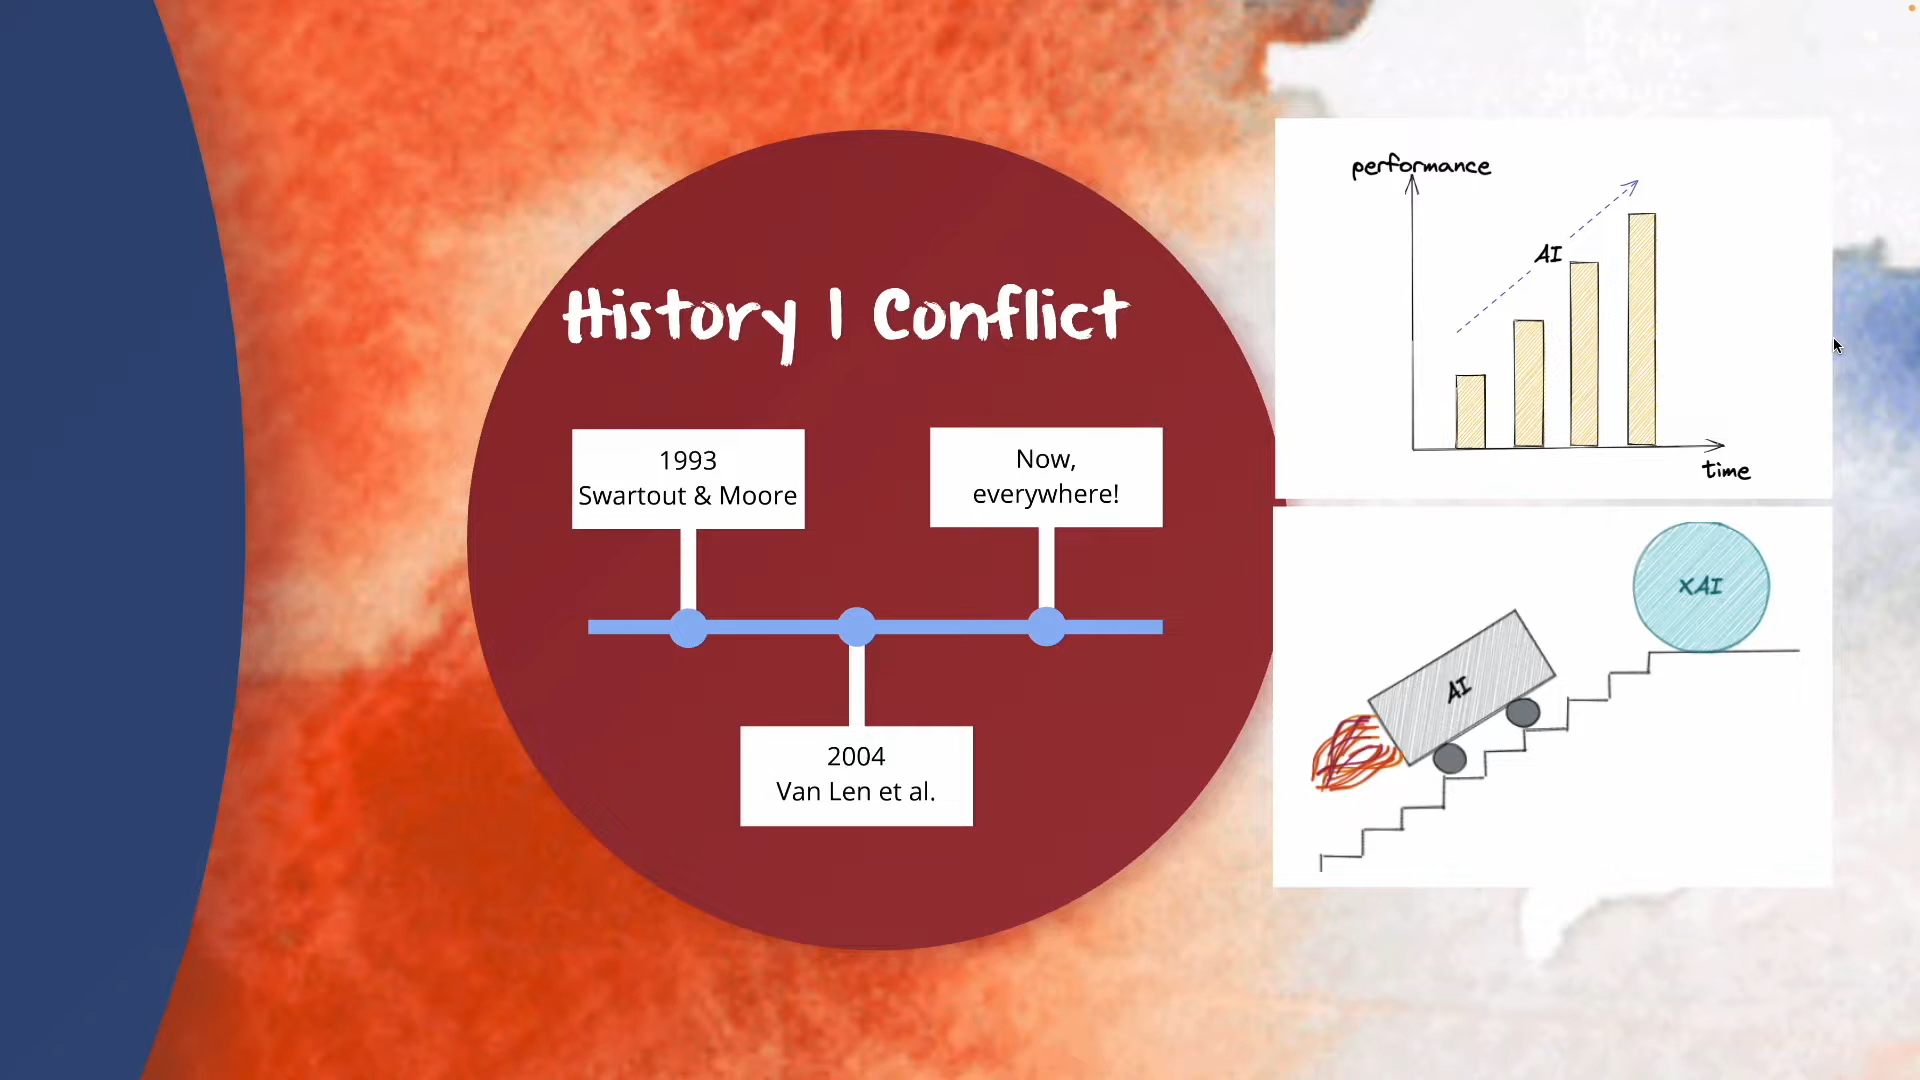 History | Conflict
1993
Swartout & Moore
Now,
everywhere!
2004
Van Len et al.
performance
AI
time
XAI
AI